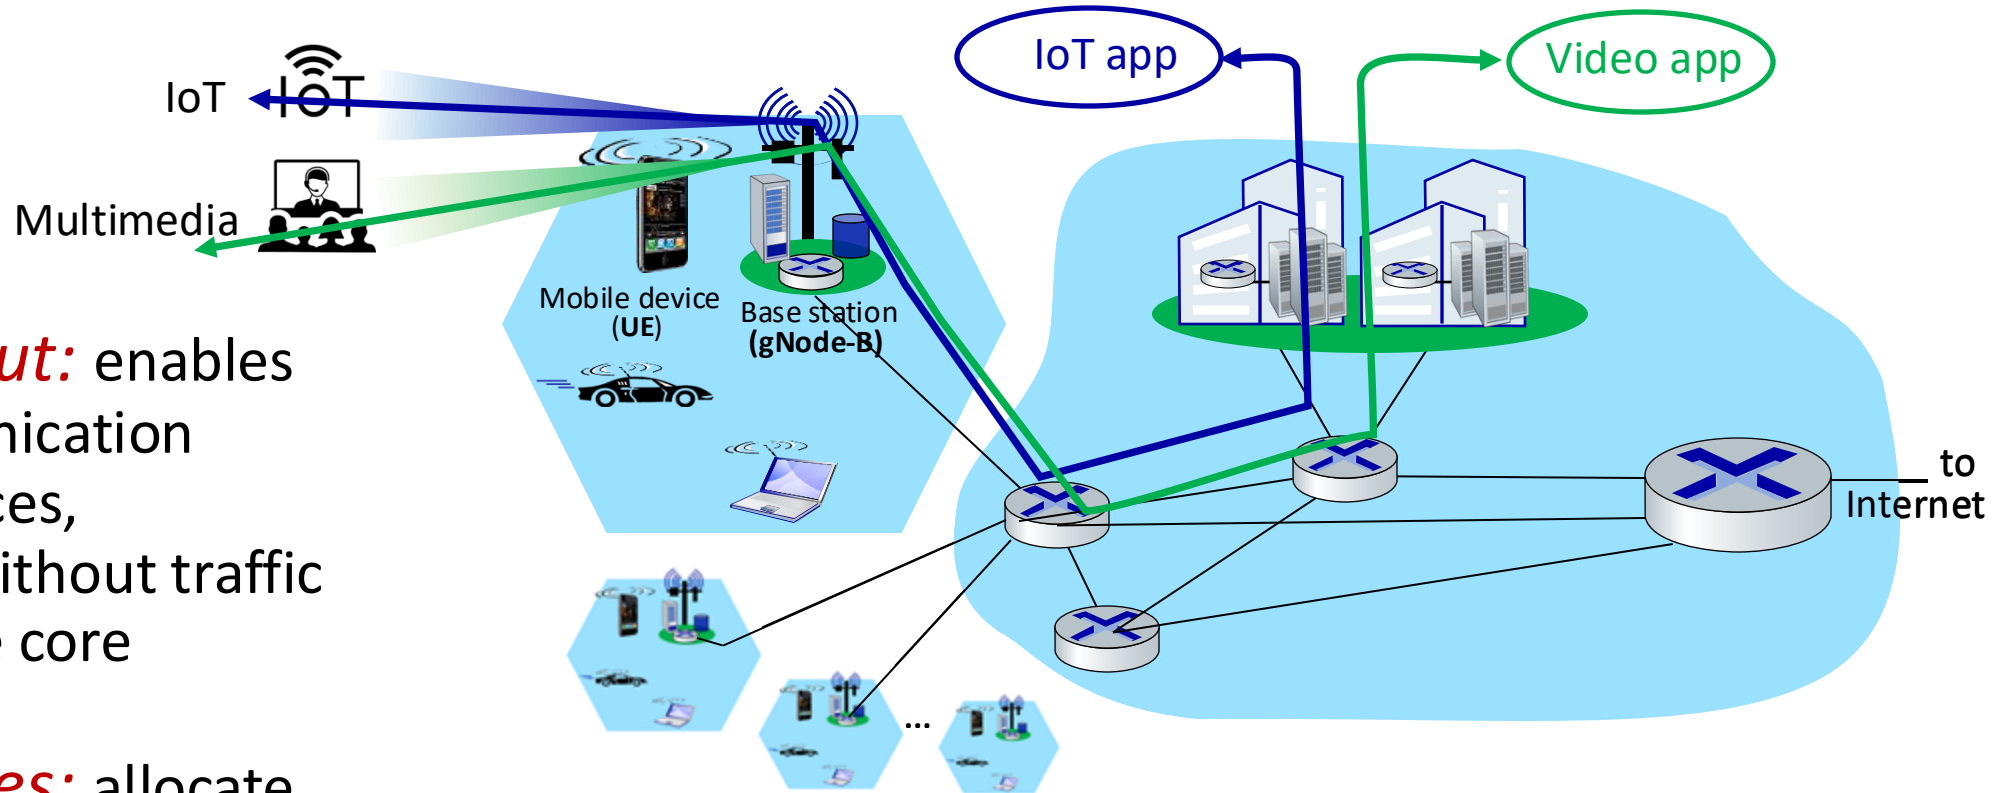 IoT
IOT
IoT app
Video app
Multimedia
Mobile device
(UE)
Base station
(gNode-B)
ut: enables
nication
ces,
ithout traffic
e core
es: allocate
to
Internet
...